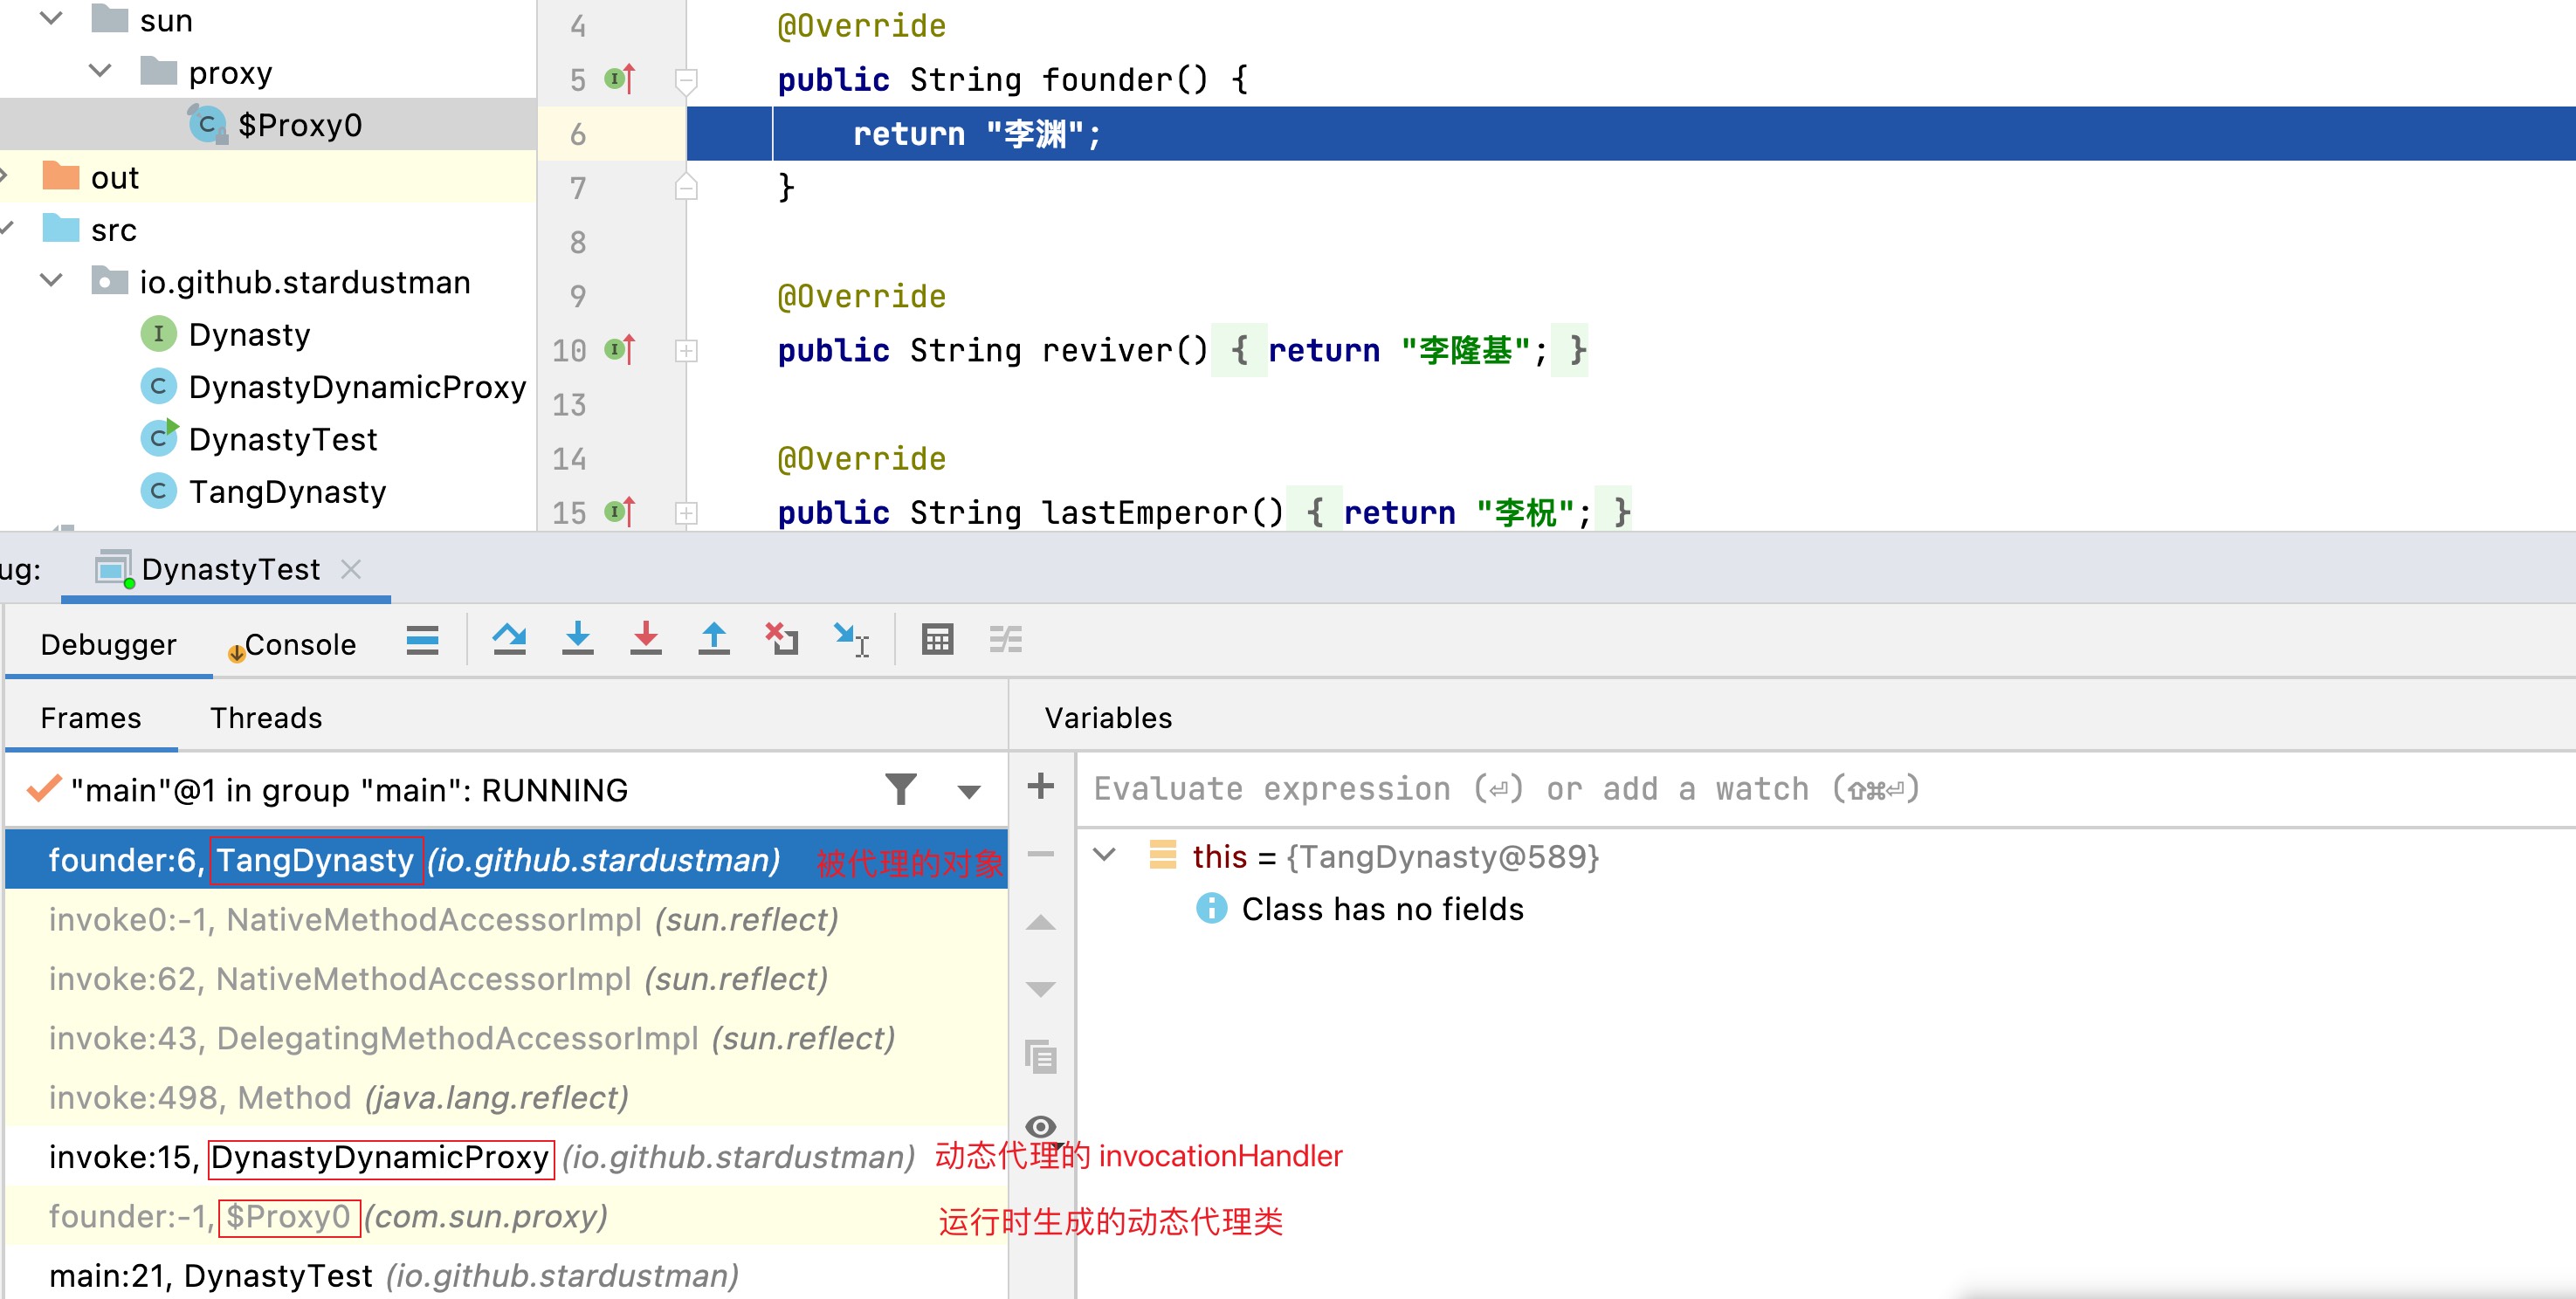 sun
proxy
$Proxy0
out
src
io.github.stardustman
Dynasty
DynastyDynamicProxy
DynastyTest
TangDynasty
4 @Override
5 public String founder() {
6 return "李渊";
7 }
8
9 @Override
10 public String reviver() { return "李隆基"; }
13
14 @Override
15 public String lastEmperor() { return "李柷"; }
ug: DynastyTest
Debugger Console
Frames Threads
"main"@1 in group "main": RUNNING
founder:6, TangDynasty (io.github.stardustman) 被代理的对象
invoke0:-1, NativeMethodAccessorImpl (sun.reflect)
invoke:62, NativeMethodAccessorImpl (sun.reflect)
invoke:43, DelegatingMethodAccessorImpl (sun.reflect)
invoke:498, Method (java.lang.reflect)
invoke:15, DynastyDynamicProxy (io.github.stardustman) 动态代理的 invocationHandler
founder:-1, $Proxy0 (com.sun.proxy) 运行时生成的动态代理类
main:21, DynastyTest (io.github.stardustman)
Variables
Evaluate expression (⏎) or add a watch (⇧⌘⏎)
this = {TangDynasty@589}
Class has no fields